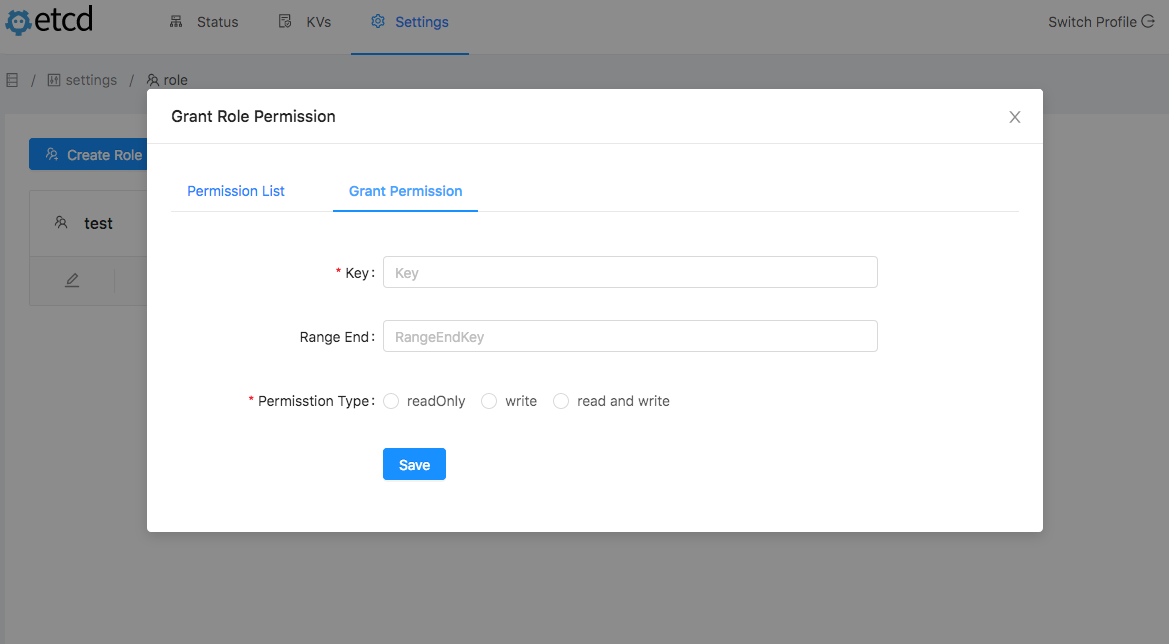 etcd
Status
KVs
Settings
Switch Profile
/ settings / role
Grant Role Permission
Create Role
Permission List
Grant Permission
test
* Key:
Key
Range End:
RangeEndKey
* Permisstion Type:
readOnly
write
read and write
Save